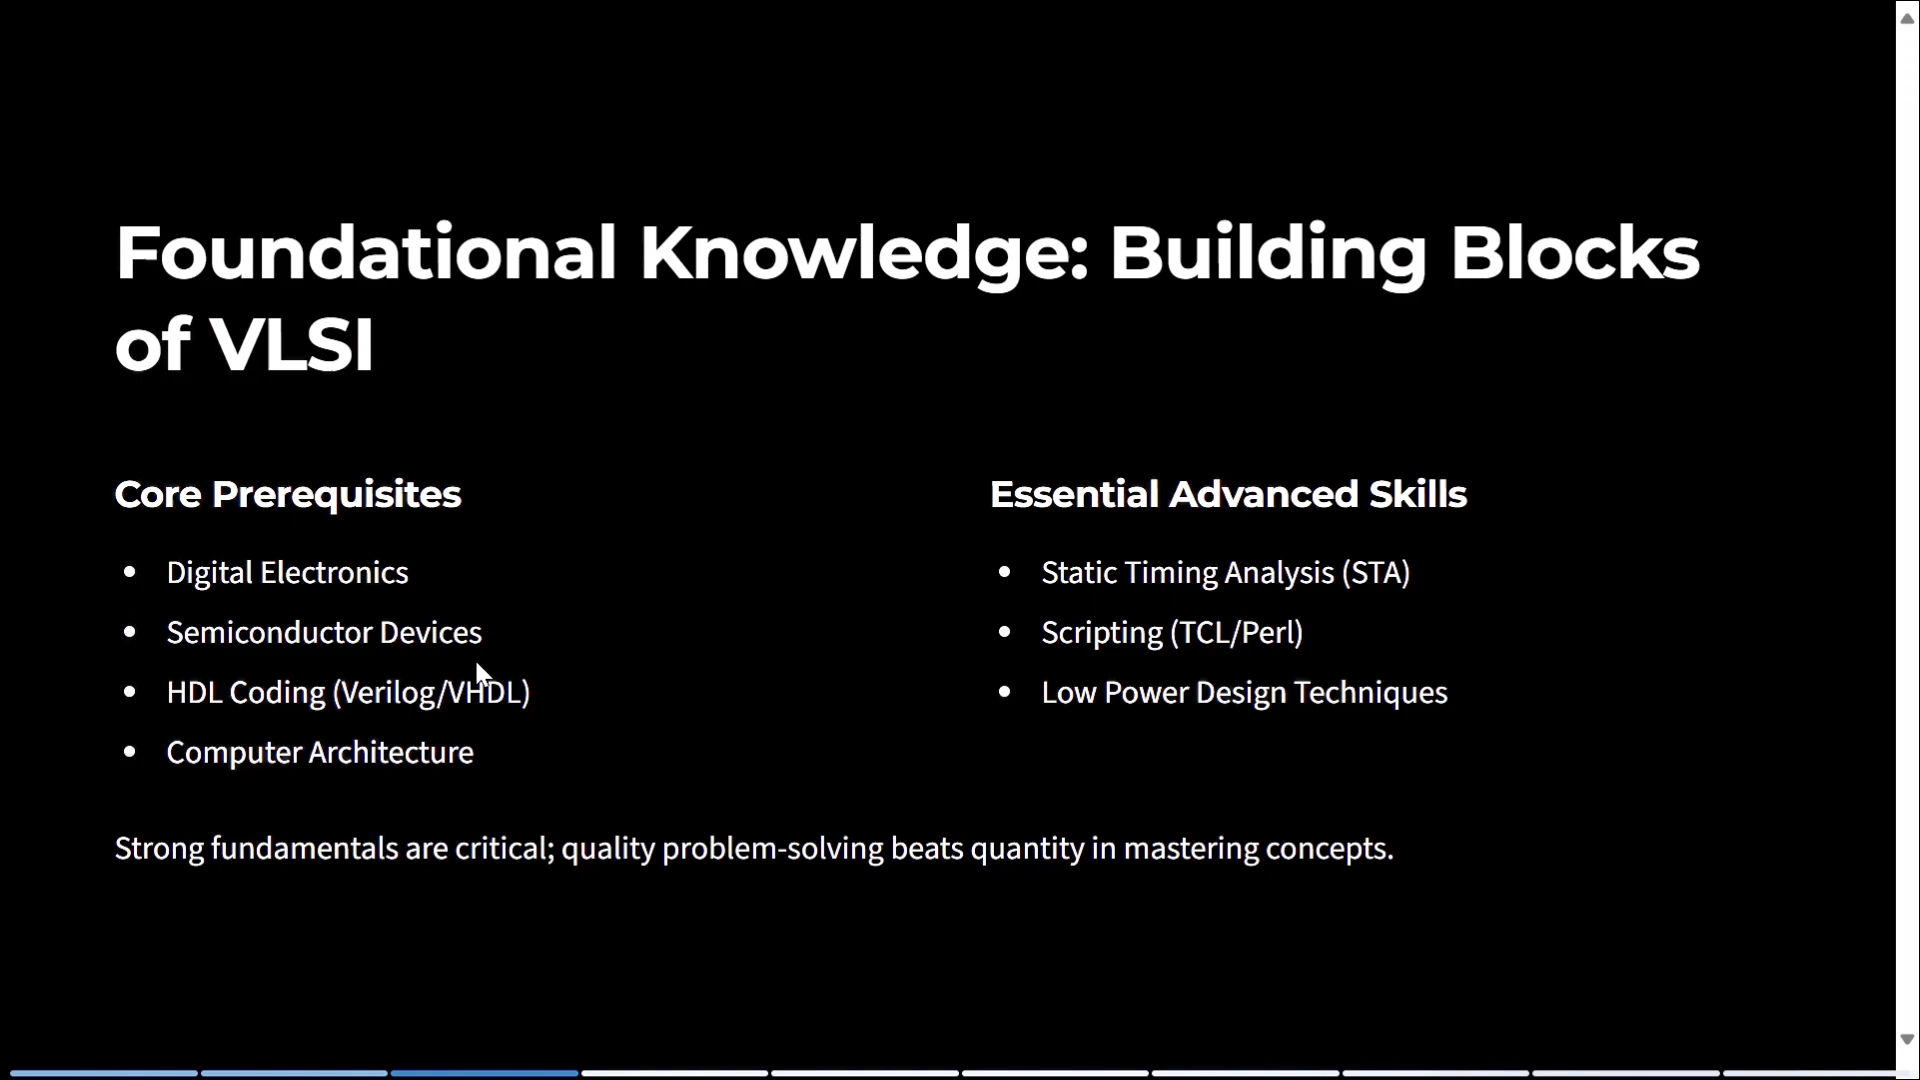 Foundational Knowledge: Building Blocks
of VLSI
Core Prerequisites
• Digital Electronics
• Semiconductor Devices
• HDL Coding (Verilog/VHDL)
• Computer Architecture
Essential Advanced Skills
• Static Timing Analysis (STA)
• Scripting (TCL/Perl)
• Low Power Design Techniques
Strong fundamentals are critical; quality problem-solving beats quantity in mastering concepts.